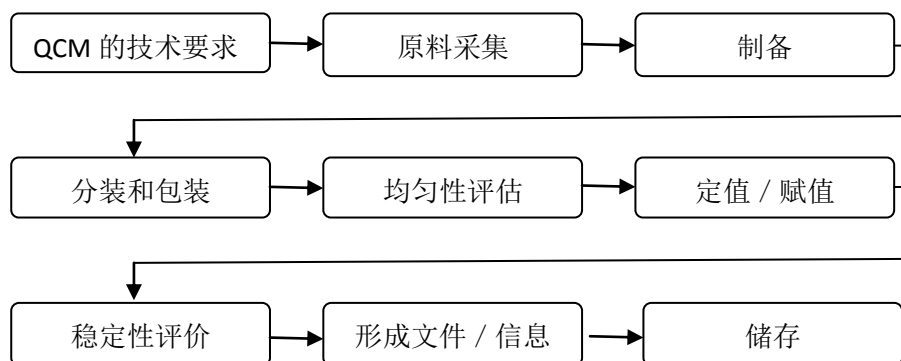 QCM 的技术要求
原料采集
制备
分装和包装
均匀性评估
定值 / 赋值
稳定性评价
形成文件 / 信息
储存